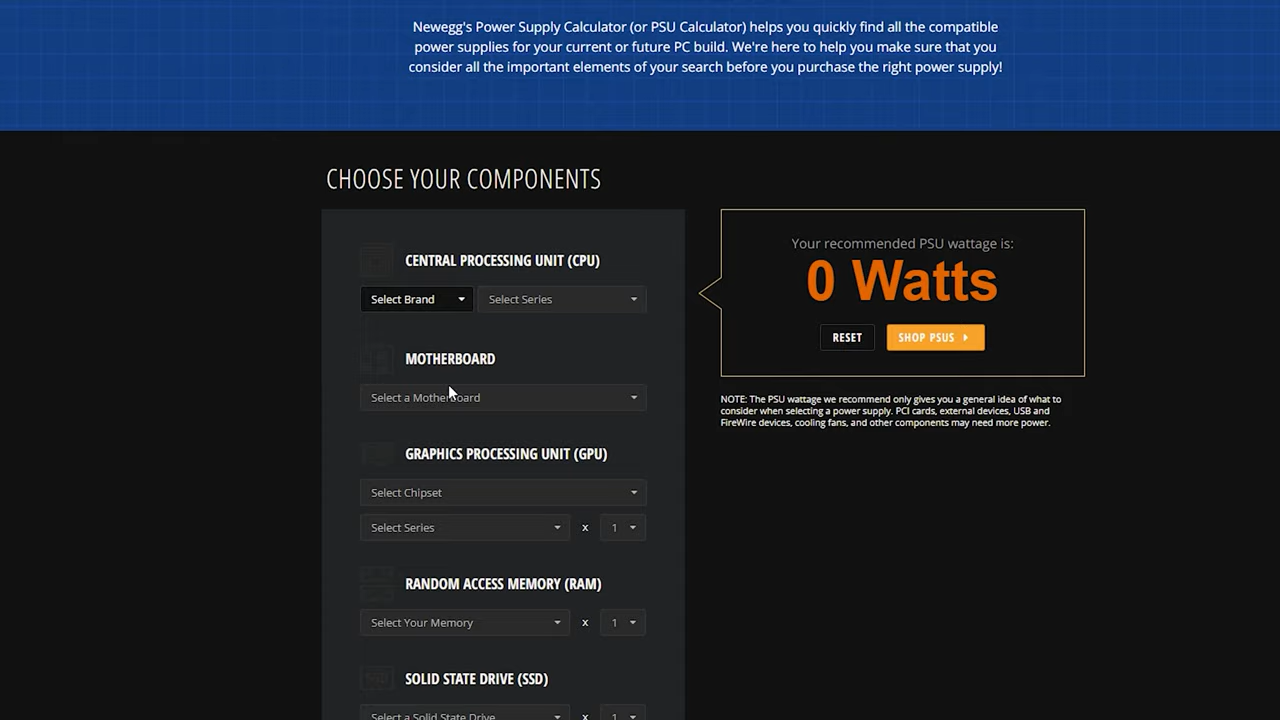 Newegg's Power Supply Calculator (or PSU Calculator) helps you quickly find all the compatible
power supplies for your current or future PC build. We're here to help you make sure that you
consider all the important elements of your search before you purchase the right power supply!
CHOOSE YOUR COMPONENTS
CENTRAL PROCESSING UNIT (CPU)
Select Brand
Select Series
MOTHERBOARD
Select a Motherboard
GRAPHICS PROCESSING UNIT (GPU)
Select Chipset
Select Series x 1
RANDOM ACCESS MEMORY (RAM)
Select Your Memory x 1
SOLID STATE DRIVE (SSD)
Select a Solid State Drive x 1
Your recommended PSU wattage is:
0 Watts
RESET
SHOP PSUS
NOTE: The PSU wattage we recommend only gives you a general idea of what to
consider when selecting a power supply. PCI cards, external devices, USB and
FireWire devices, cooling fans, and other components may need more power.